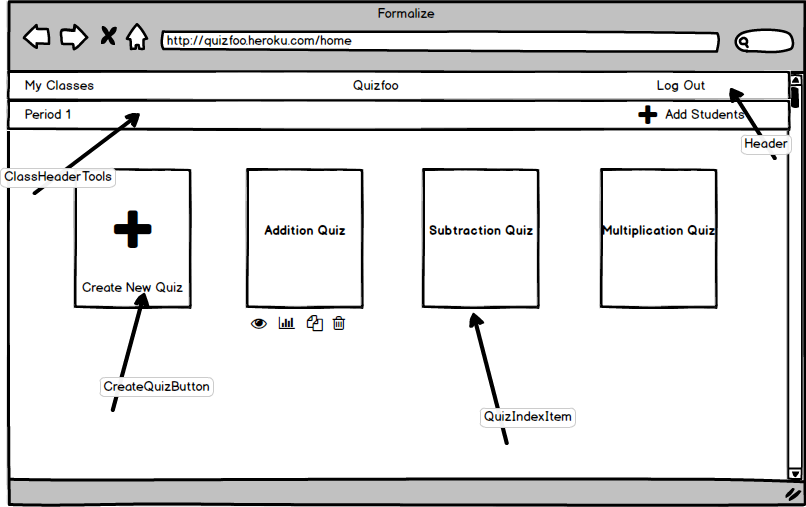 Formalize
http://quizfoo.heroku.com/home
My Classes
Quizfoo
Log Out
Period 1
Add Students
Header
ClassHeaderTools
Addition Quiz
Subtraction Quiz
Multiplication Quiz
Create New Quiz
CreateQuizButton
QuizIndexItem